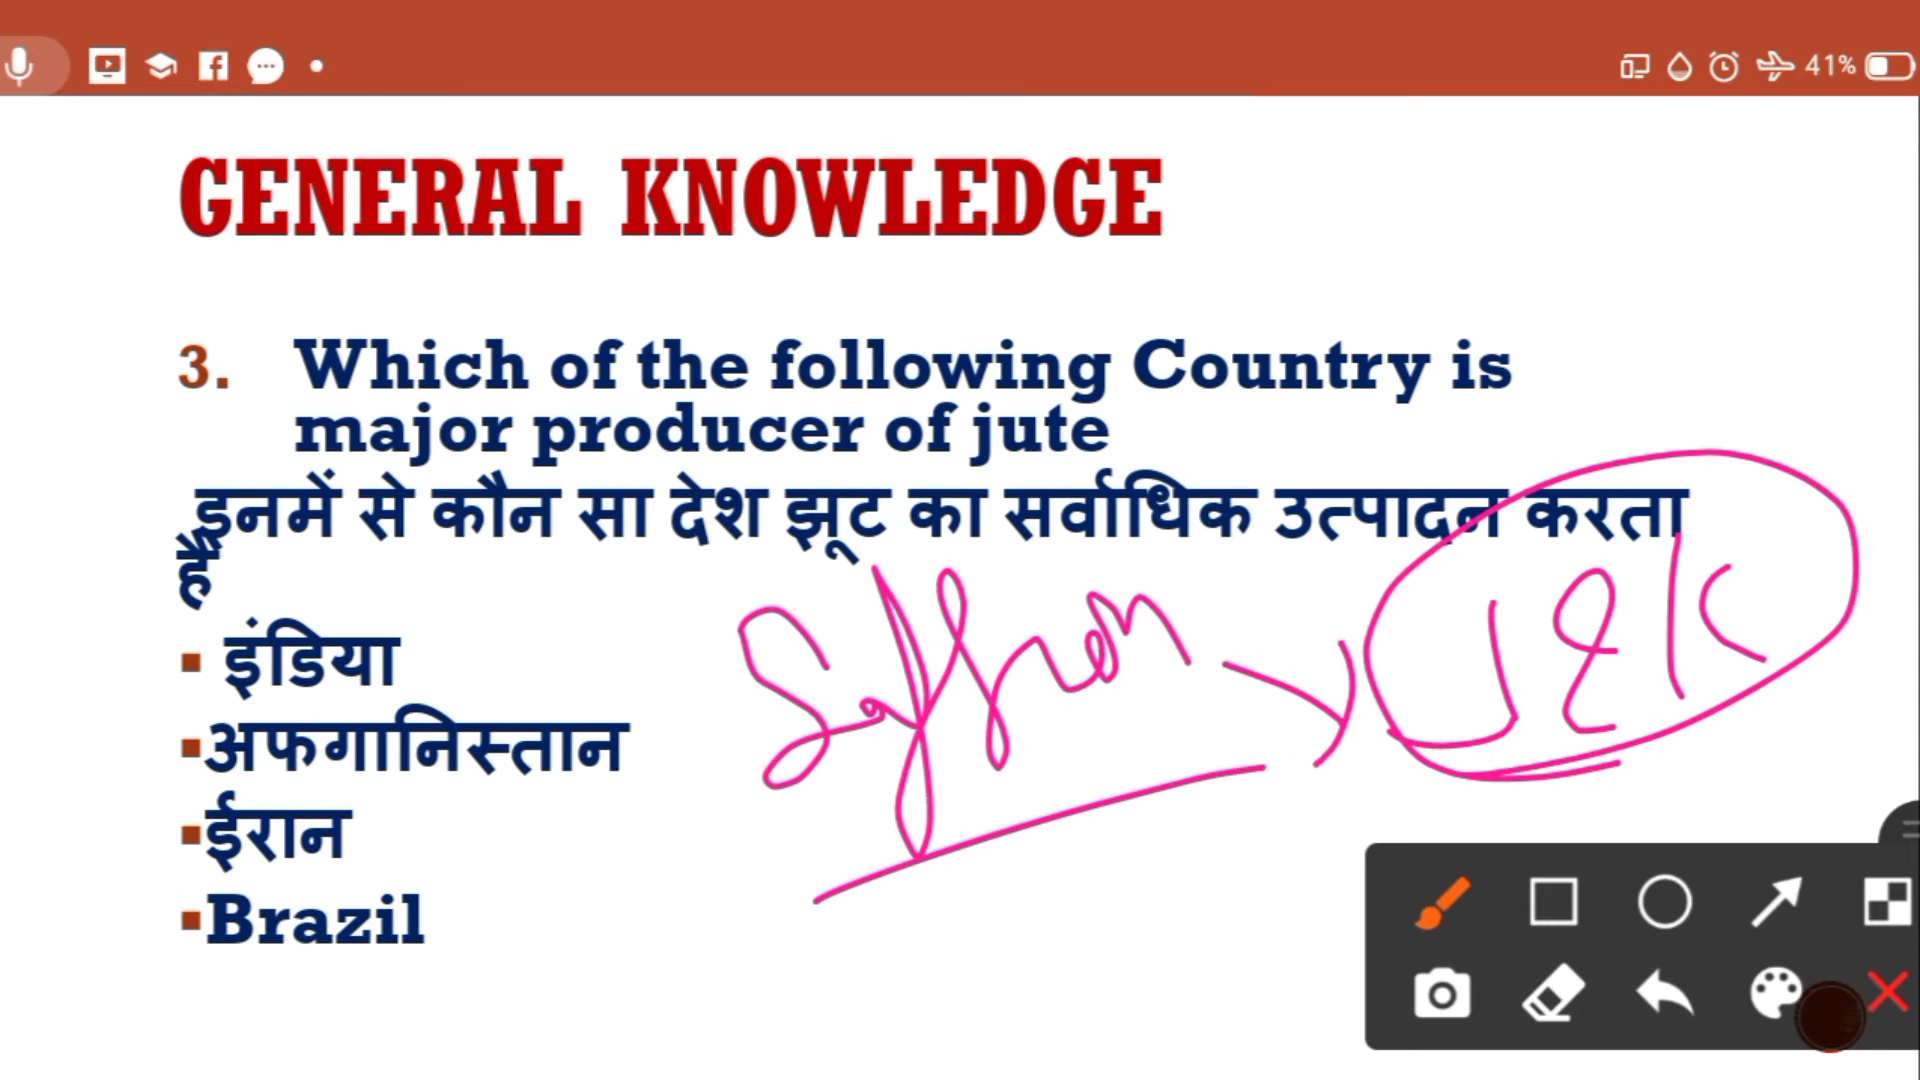 41%
GENERAL KNOWLEDGE
3. Which of the following Country is
major producer of jute
इनमें से कौन सा देश झूट का सर्वाधिक उत्पादन करता
है
▪ इंडिया
▪अफगानिस्तान
▪ईरान
▪Brazil
Saffron → J & K